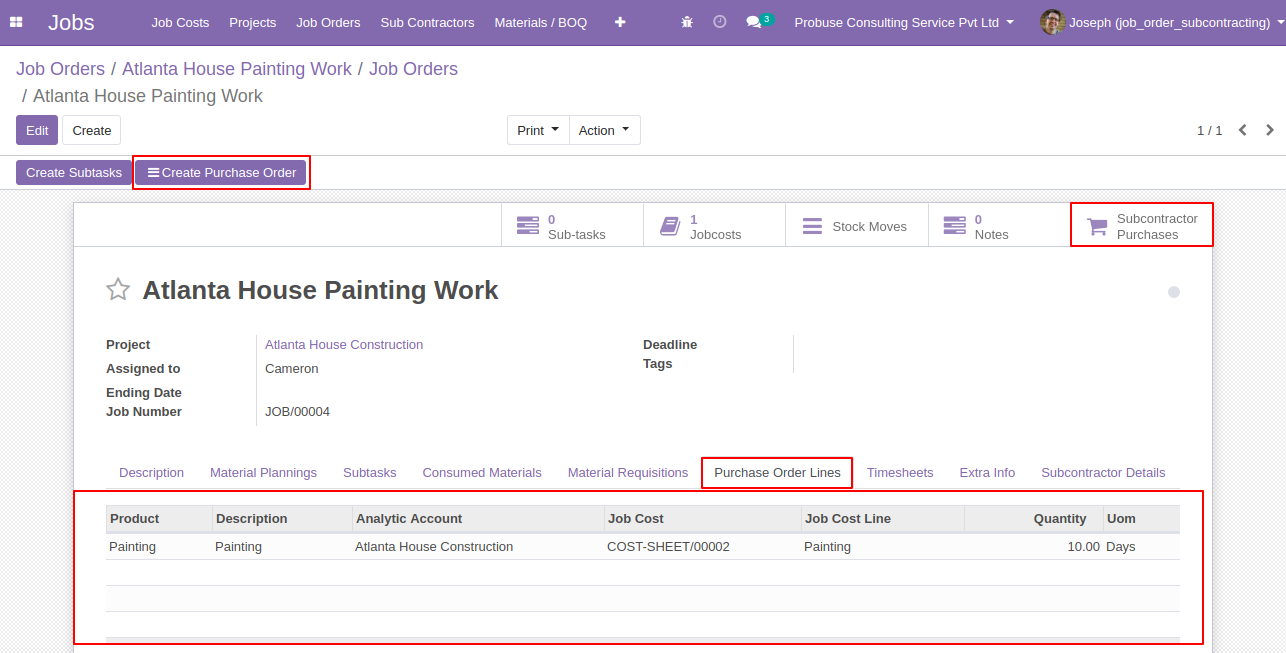 Jobs Job Costs Projects Job Orders Sub Contractors Materials / BOQ 3 Probuse Consulting Service Pvt Ltd Joseph (job_order_subcontracting)
Job Orders / Atlanta House Painting Work / Job Orders
/ Atlanta House Painting Work
Edit Create Print Action 1 / 1
Create Subtasks Create Purchase Order
0 Sub-tasks
1 Jobcosts
Stock Moves
0 Notes
Subcontractor
Purchases
Atlanta House Painting Work
Project Atlanta House Construction
Assigned to Cameron
Ending Date
Job Number JOB/00004
Deadline
Tags
Description Material Plannings Subtasks Consumed Materials Material Requisitions Purchase Order Lines Timesheets Extra Info Subcontractor Details
Product Description Analytic Account Job Cost Job Cost Line Quantity Uom
Painting Painting Atlanta House Construction COST-SHEET/00002 Painting 10.00 Days